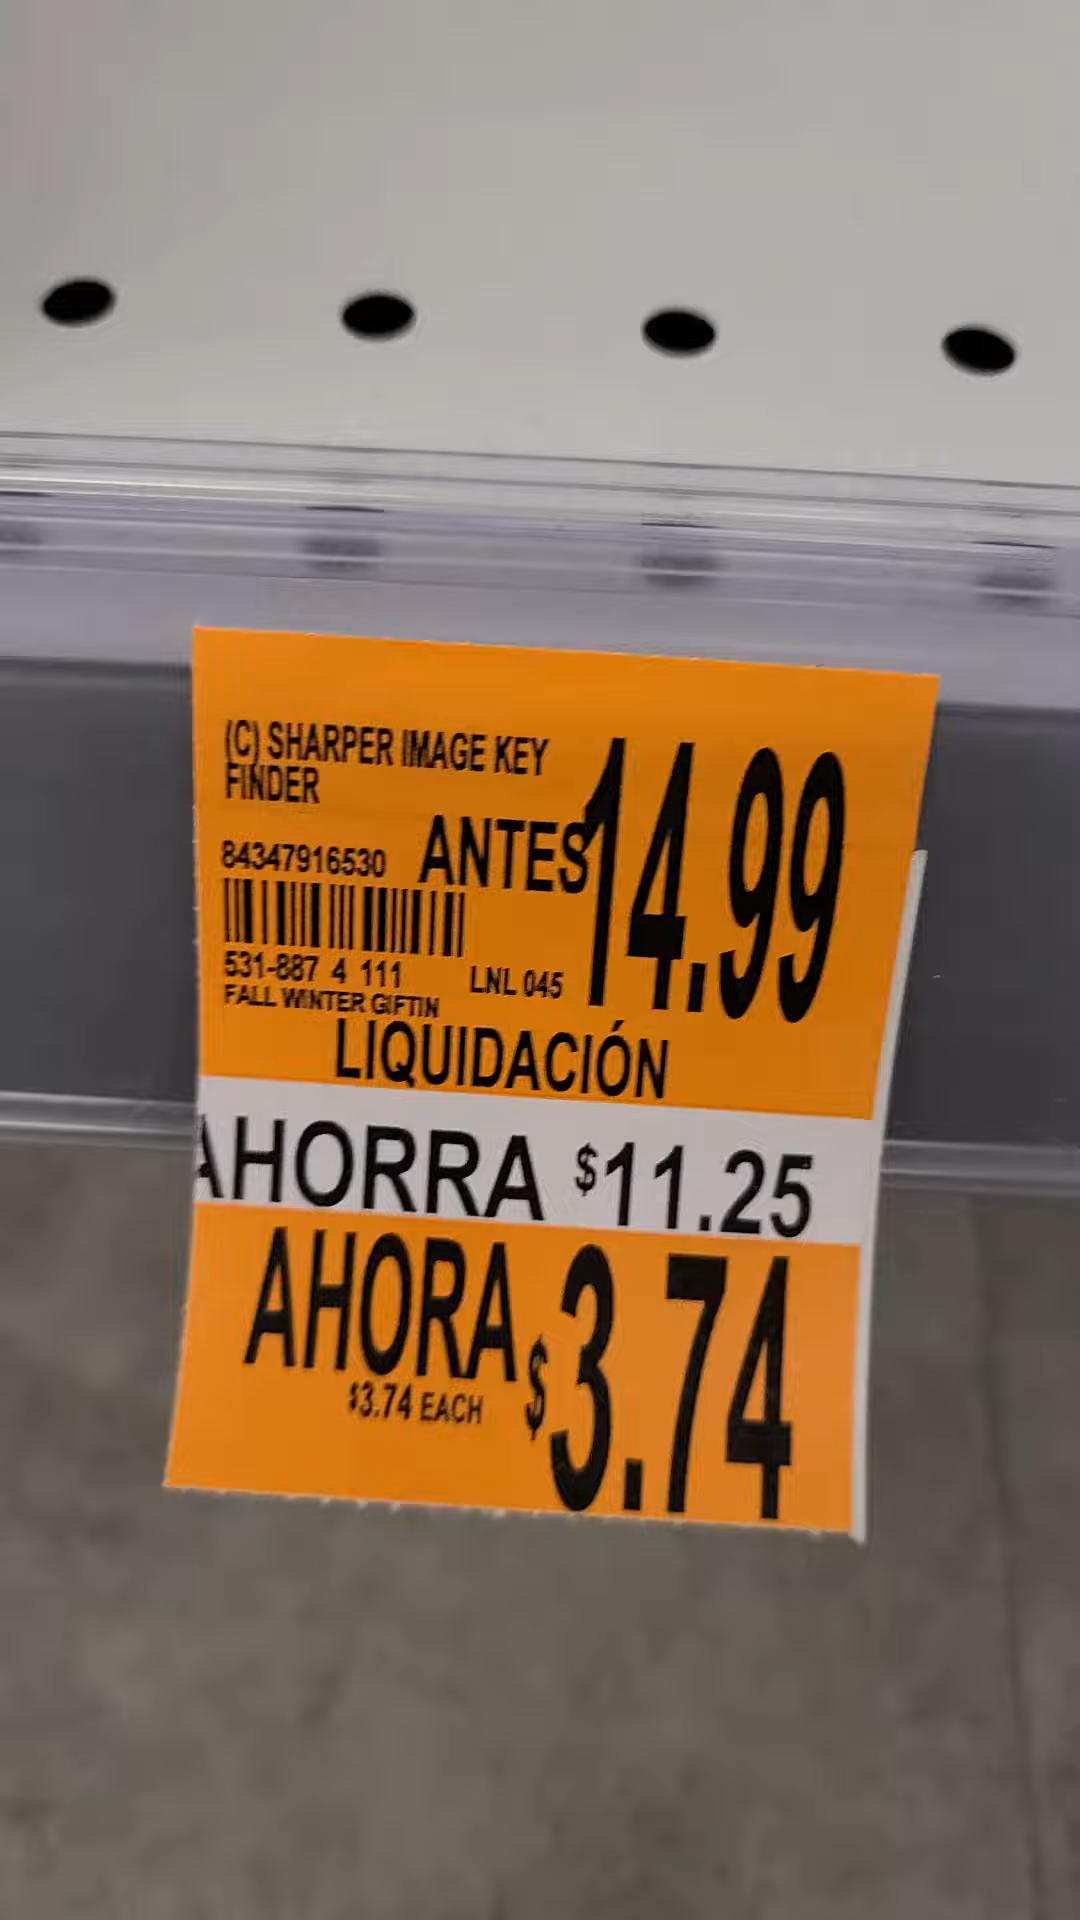 (C) SHARPER IMAGE KEY
FINDER
84347916530 ANTES 14.99
531-887 4 111 LNL 045
FALL WINTER GIFTIN
LIQUIDACIÓN
AHORRA $11.25
AHORA $3.74
$3.74 EACH